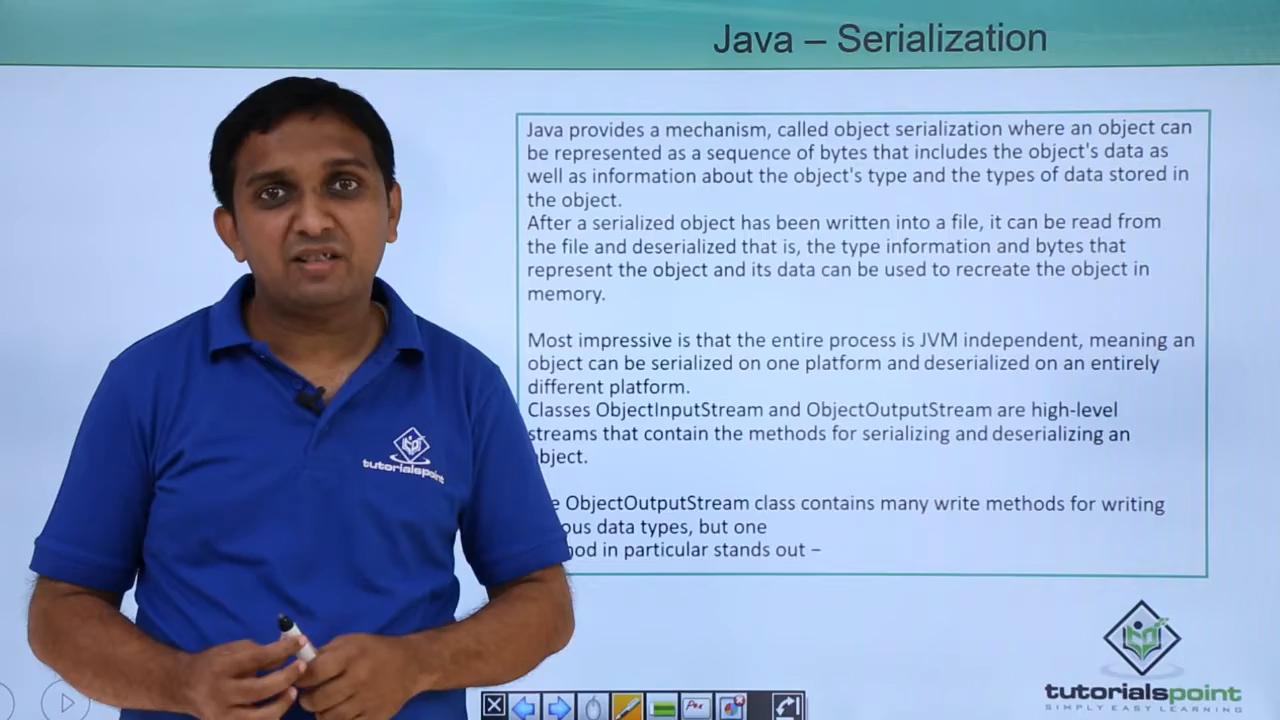 Java – Serialization
Java provides a mechanism, called object serialization where an object can
be represented as a sequence of bytes that includes the object's data as
well as information about the object's type and the types of data stored in
the object.
After a serialized object has been written into a file, it can be read from
the file and deserialized that is, the type information and bytes that
represent the object and its data can be used to recreate the object in
memory.
Most impressive is that the entire process is JVM independent, meaning an
object can be serialized on one platform and deserialized on an entirely
different platform.
Classes ObjectInputStream and ObjectOutputStream are high-level
streams that contain the methods for serializing and deserializing an
bject.
e ObjectOutputStream class contains many write methods for writing
ous data types, but one
hod in particular stands out –
tutorialspoint
tutorialspoint
SIMPLY EASY LEARNING